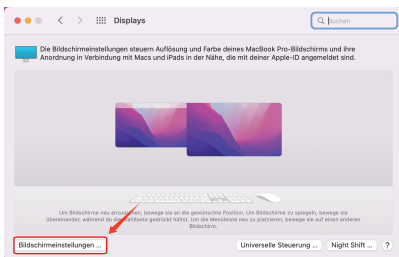 Displays
Suchen
Die Bildschirmeinstellungen steuern Auflösung und Farbe deines MacBook Pro-Bildschirms und ihre
Anordnung in Verbindung mit Macs und iPads in der Nähe, die mit deiner Apple-ID angemeldet sind.
Um Bildschirme neu anzuordnen, bewege sie an die gewünschte Position. Um Bildschirme zu spiegeln, bewege sie
übereinander, während du die Wahltaste gedrückt hältst. Um die Menüleiste neu zu platzieren, bewege sie auf einen anderen
Bildschirm.
Bildschirmeinstellungen ...
Universelle Steuerung ...
Night Shift ...
?